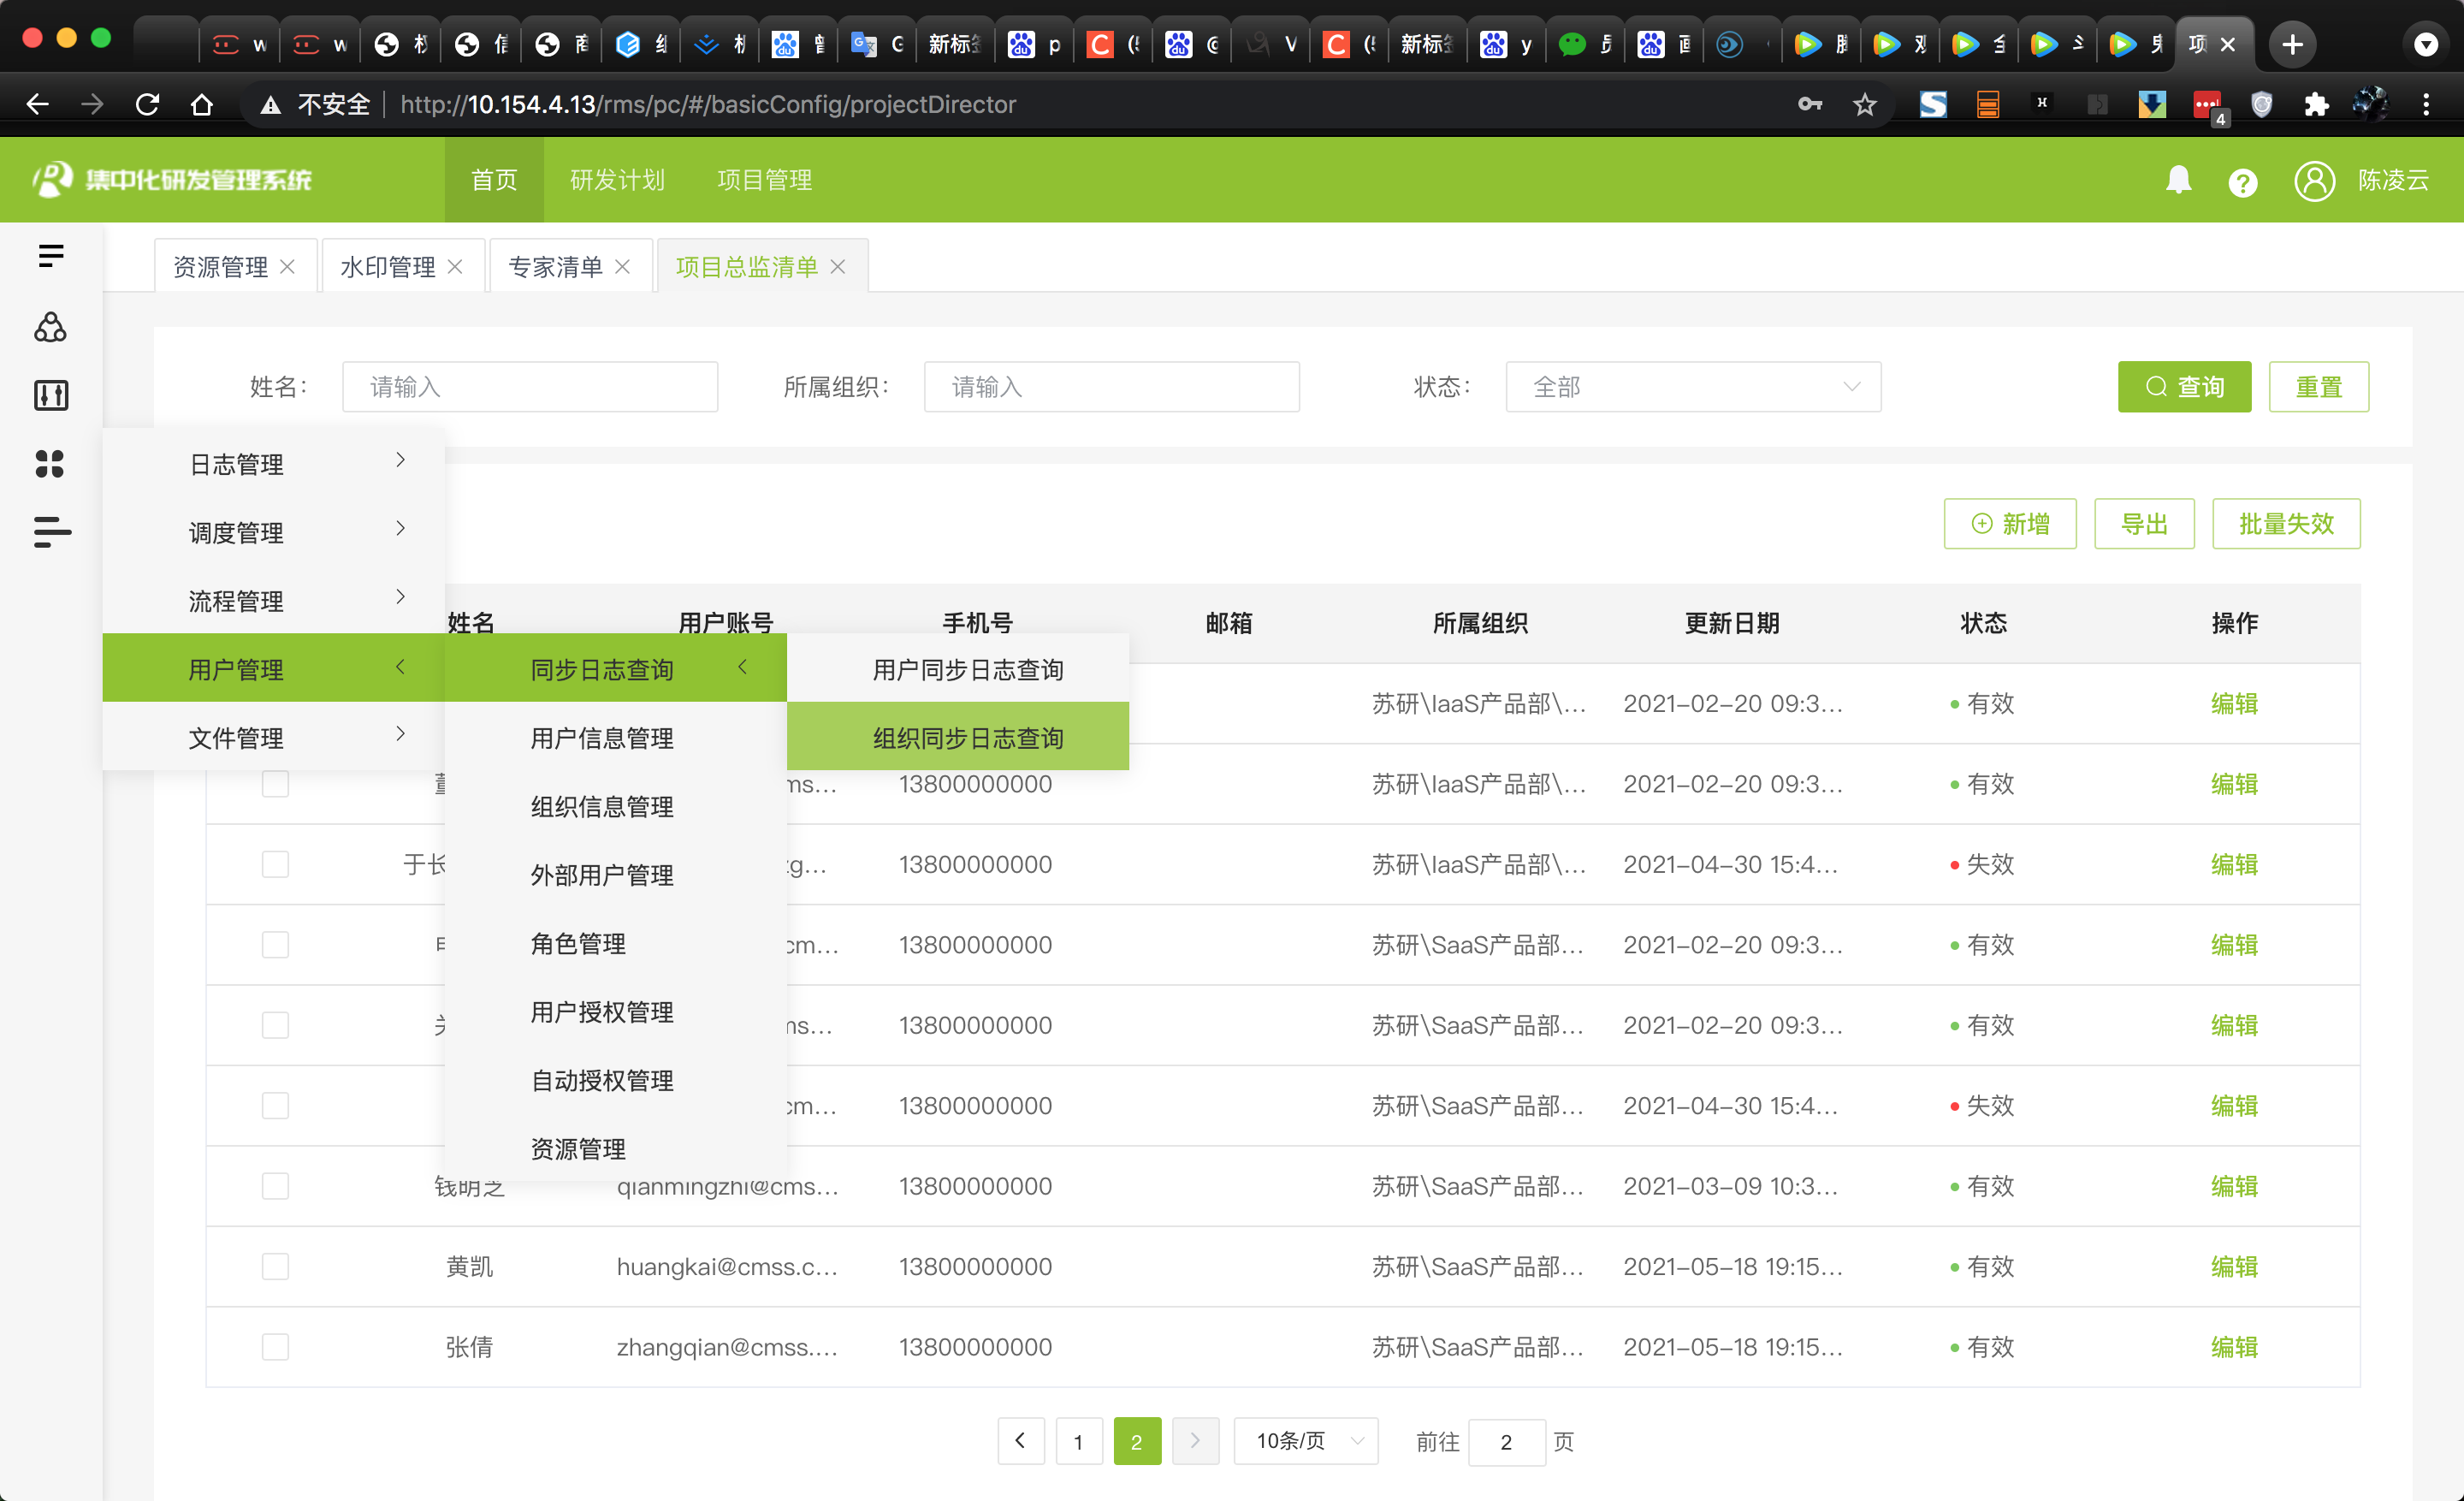 新标
新标
项
不安全 http://10.154.4.13/rms/pc/#/basicConfig/projectDirector
4
集中化研发管理系统 首页 研发计划 项目管理 陈凌云
资源管理 水印管理 专家清单 项目总监清单
姓名： 请输入 所属组织： 请输入 状态： 全部 查询 重置
新增 导出 批量失效
日志管理
调度管理
流程管理
用户管理
文件管理
同步日志查询
用户信息管理
组织信息管理
外部用户管理
角色管理
用户授权管理
自动授权管理
资源管理
用户同步日志查询
组织同步日志查询
姓名 用户账号 手机号 邮箱 所属组织 更新日期 状态 操作
苏研\IaaS产品部\... 2021-02-20 09:3... 有效 编辑
ms... 13800000000 苏研\IaaS产品部\... 2021-02-20 09:3... 有效 编辑
于长 g... 13800000000 苏研\IaaS产品部\... 2021-04-30 15:4... 失效 编辑
cm... 13800000000 苏研\SaaS产品部... 2021-02-20 09:3... 有效 编辑
ns... 13800000000 苏研\SaaS产品部... 2021-02-20 09:3... 有效 编辑
cm... 13800000000 苏研\SaaS产品部... 2021-04-30 15:4... 失效 编辑
钱明芝 qianmingzhi@cms... 13800000000 苏研\SaaS产品部... 2021-03-09 10:3... 有效 编辑
黄凯 huangkai@cmss.c... 13800000000 苏研\SaaS产品部... 2021-05-18 19:15... 有效 编辑
张倩 zhangqian@cmss.... 13800000000 苏研\SaaS产品部... 2021-05-18 19:15... 有效 编辑
1 2 10条/页 前往 2 页